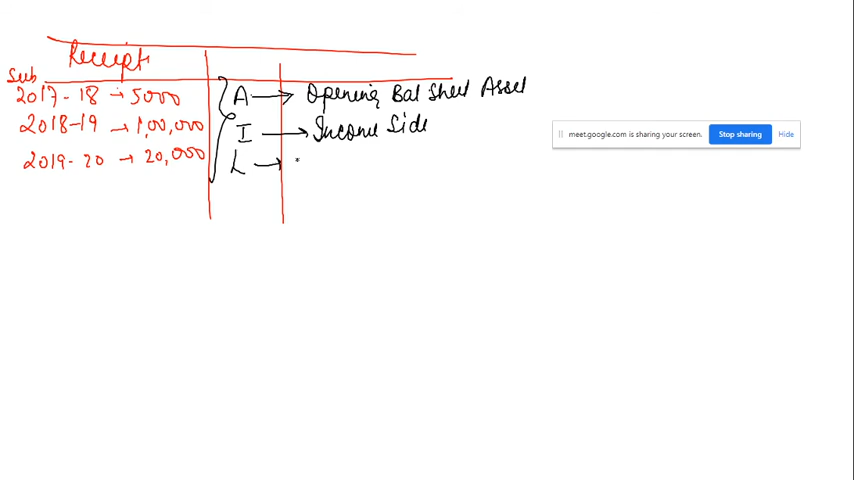 Receipts
Sub
2017-18 → 5000 A → Opening Bal Sheet Asset
2018-19 → 1,00,000 I → Income Side
2019-20 → 20,000 L →
meet.google.com is sharing your screen. Stop sharing Hide